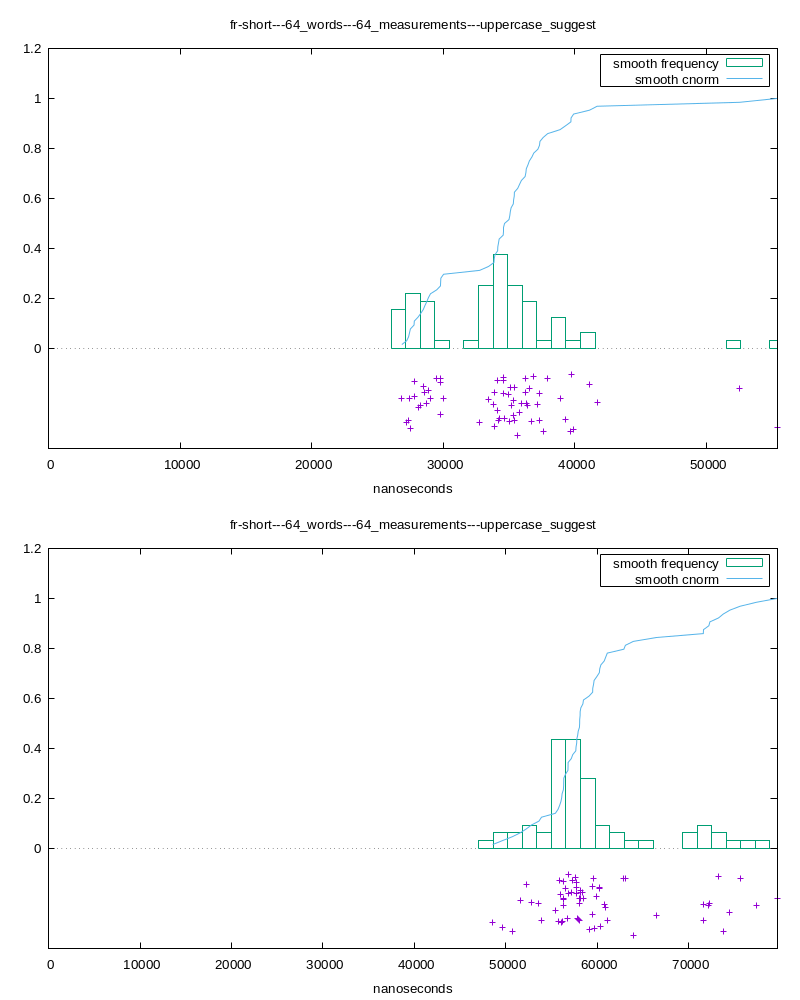 fr-short---64_words---64_measurements---uppercase_suggest
1.2
smooth frequency
smooth cnorm
1
0.8
0.6
0.4
0.2
0
0 10000 20000 30000 40000 50000
nanoseconds
fr-short---64_words---64_measurements---uppercase_suggest
1.2
smooth frequency
smooth cnorm
1
0.8
0.6
0.4
0.2
0
0 10000 20000 30000 40000 50000 60000 70000
nanoseconds